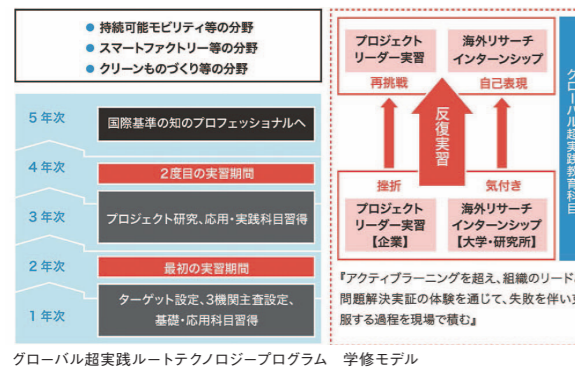 ● 持続可能モビリティ等の分野
● スマートファクトリー等の分野
● クリーンものづくり等の分野
5年次
国際基準の知のプロフェッショナルへ
4年次
2度目の実習期間
3年次
プロジェクト研究、応用・実践科目習得
2年次
最初の実習期間
1年次
ターゲット設定、3機関主査設定、
基礎・応用科目習得
プロジェクト
リーダー実習
海外リサーチ
インターンシップ
再挑戦
自己表現
反復実習
挫折
気付き
プロジェクト
リーダー実習
【企業】
海外リサーチ
インターンシップ
【大学・研究所】
グローバル超実践教育科目
『アクティブラーニングを超え、組織のリード
問題解決実証の体験を通じて、失敗を伴い
服する過程を現場で積む』
グローバル超実践ルートテクノロジープログラム　学修モデル